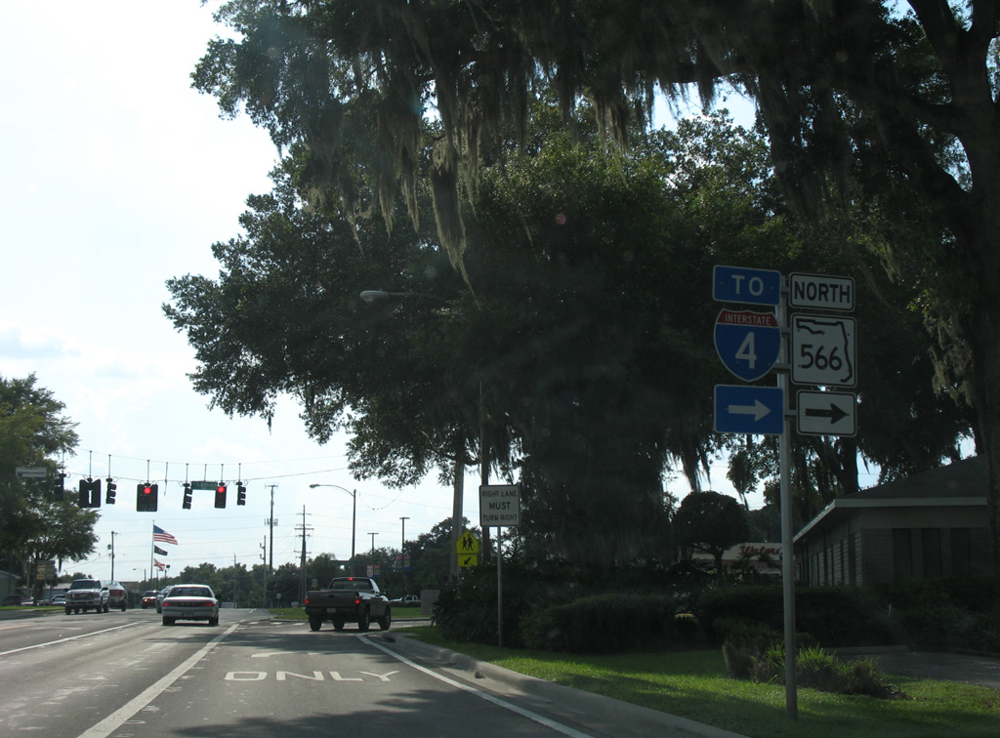 TO
NORTH
INTERSTATE
4
566
RIGHT LANE
MUST
TURN RIGHT
ONLY